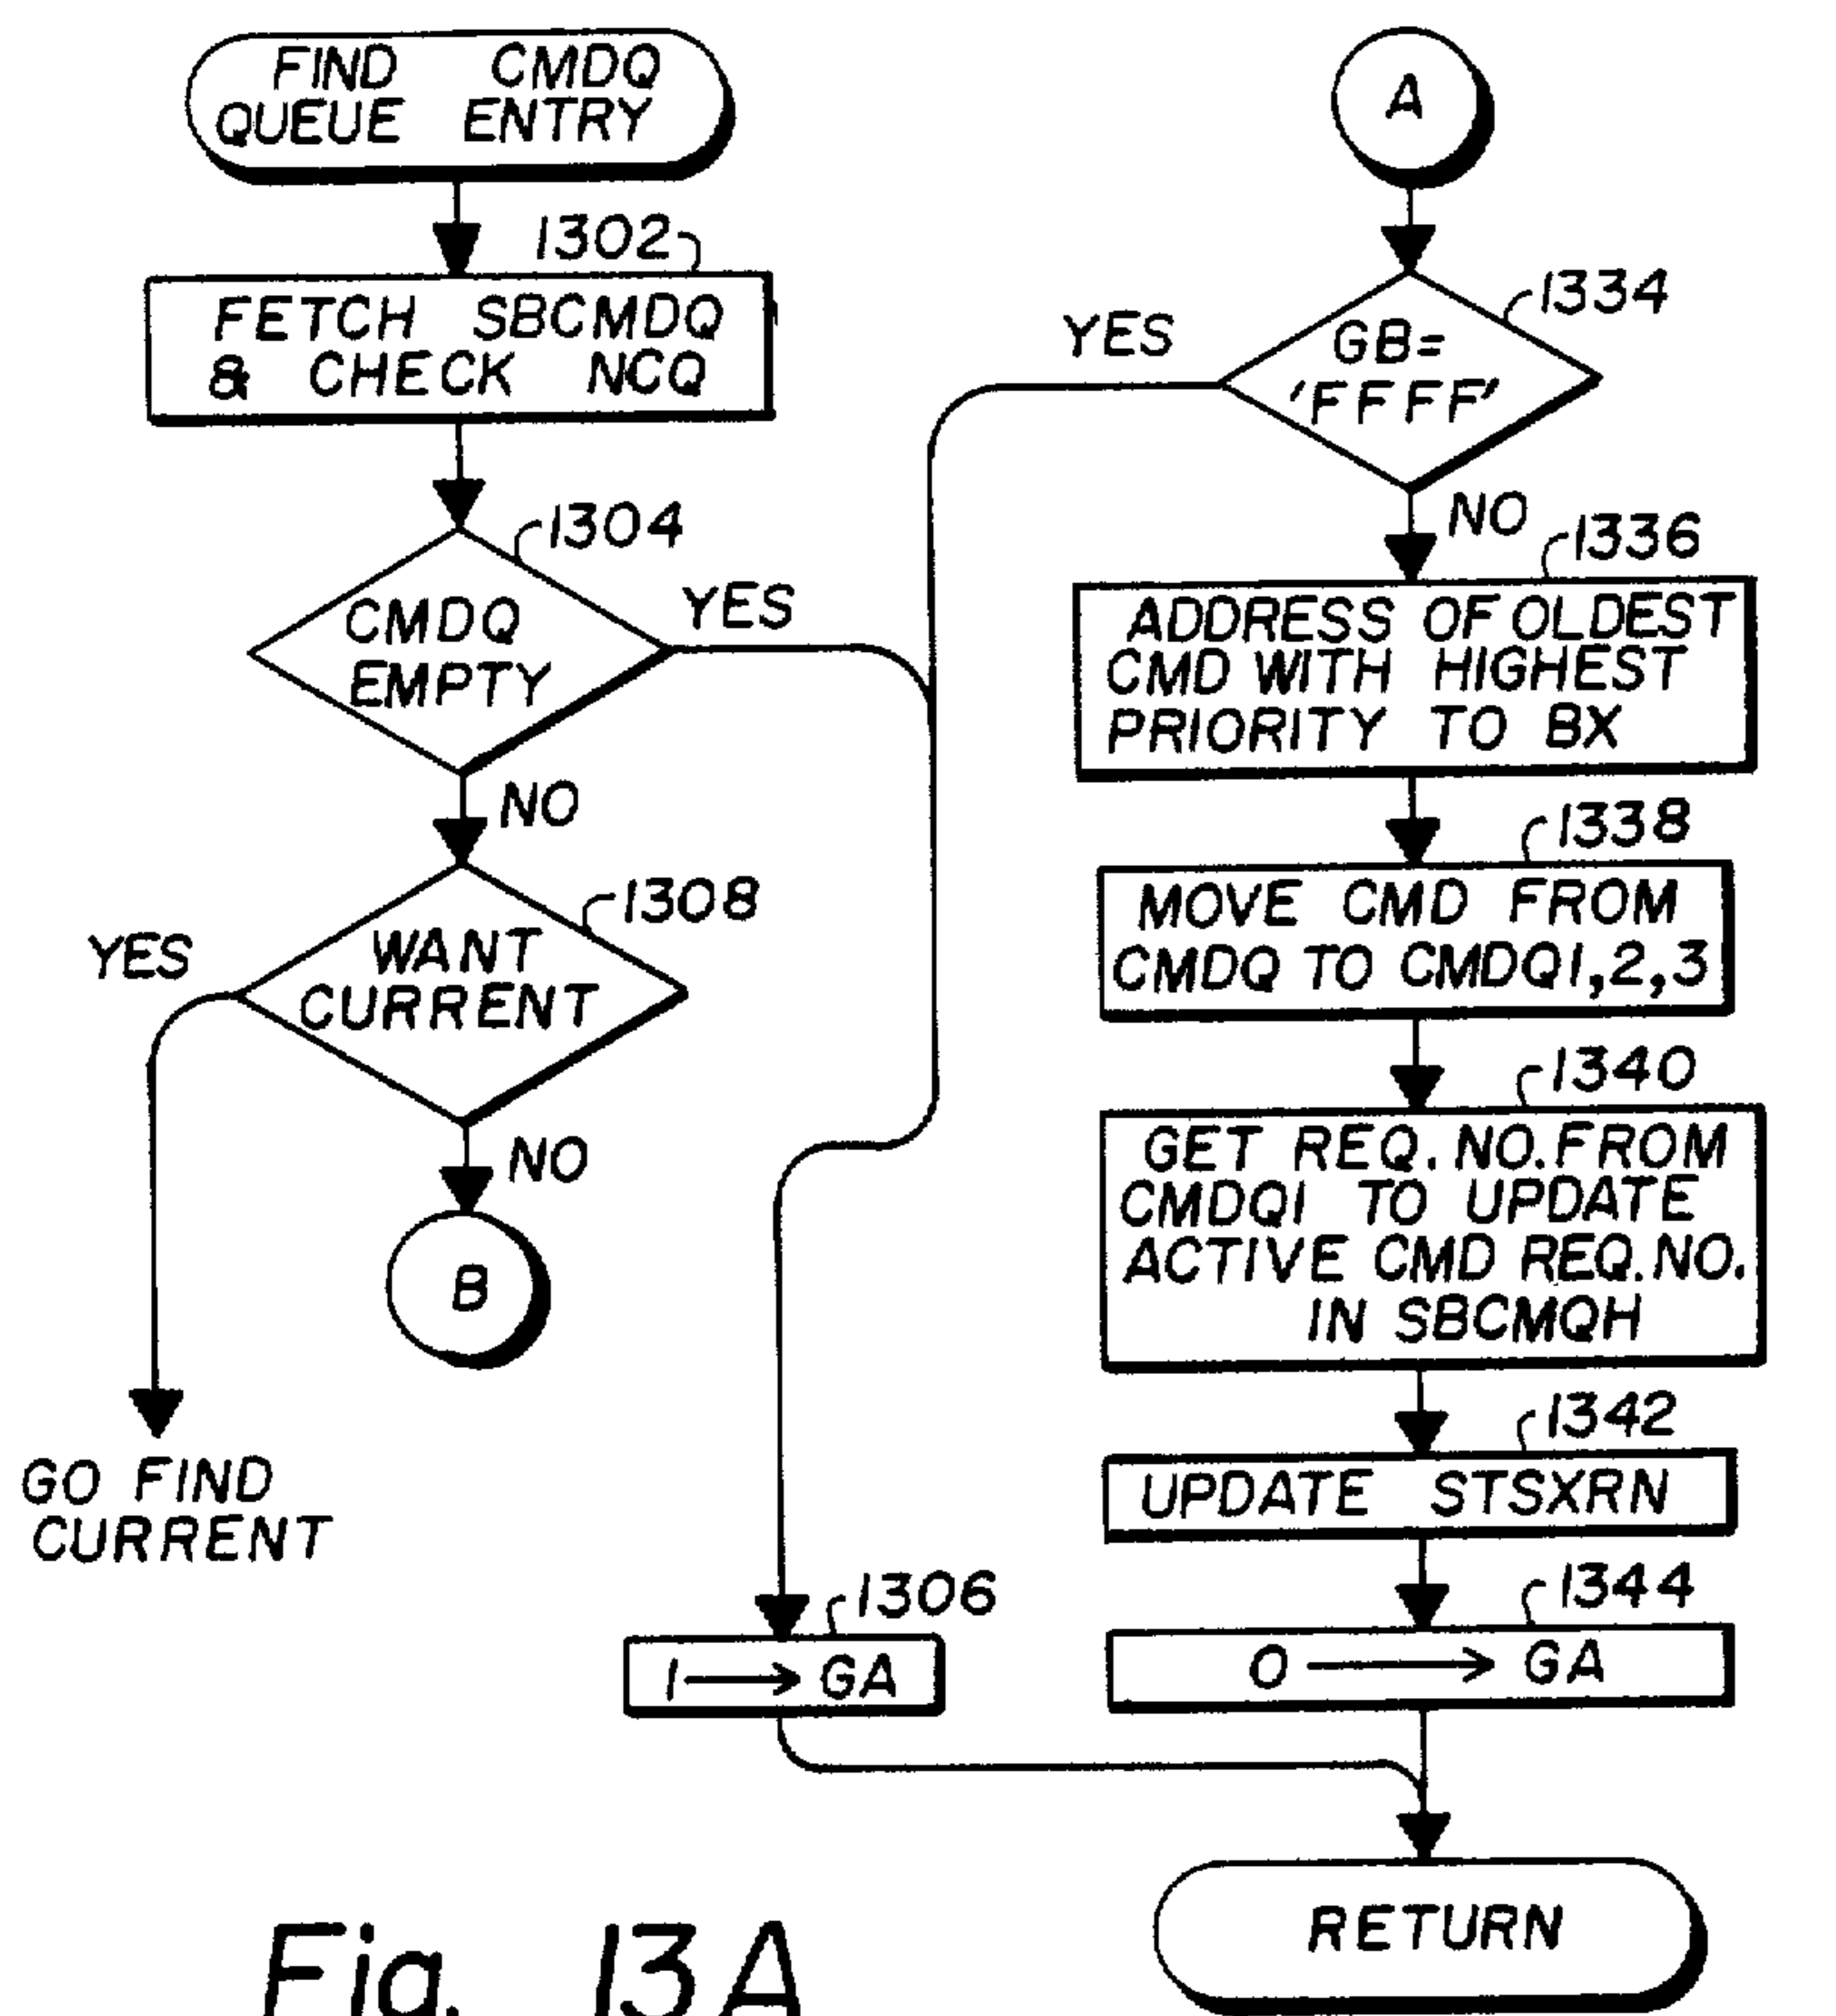 FIND CMDQ
QUEUE ENTRY
1302
FETCH SBCMDQ
& CHECK NCQ
1304
CMDQ
EMPTY
YES
NO
1308
WANT
CURRENT
YES
NO
B
GO FIND
CURRENT
1306
1 → GA
A
1334
GB=
'FFFF'
YES
NO
1336
ADDRESS OF OLDEST
CMD WITH HIGHEST
PRIORITY TO BX
1338
MOVE CMD FROM
CMDQ TO CMDQ1,2,3
1340
GET REQ. NO. FROM
CMDQ1 TO UPDATE
ACTIVE CMD REQ. NO.
IN SBCMQH
1342
UPDATE STSXRN
1344
0 → GA
RETURN
Fig. 13A